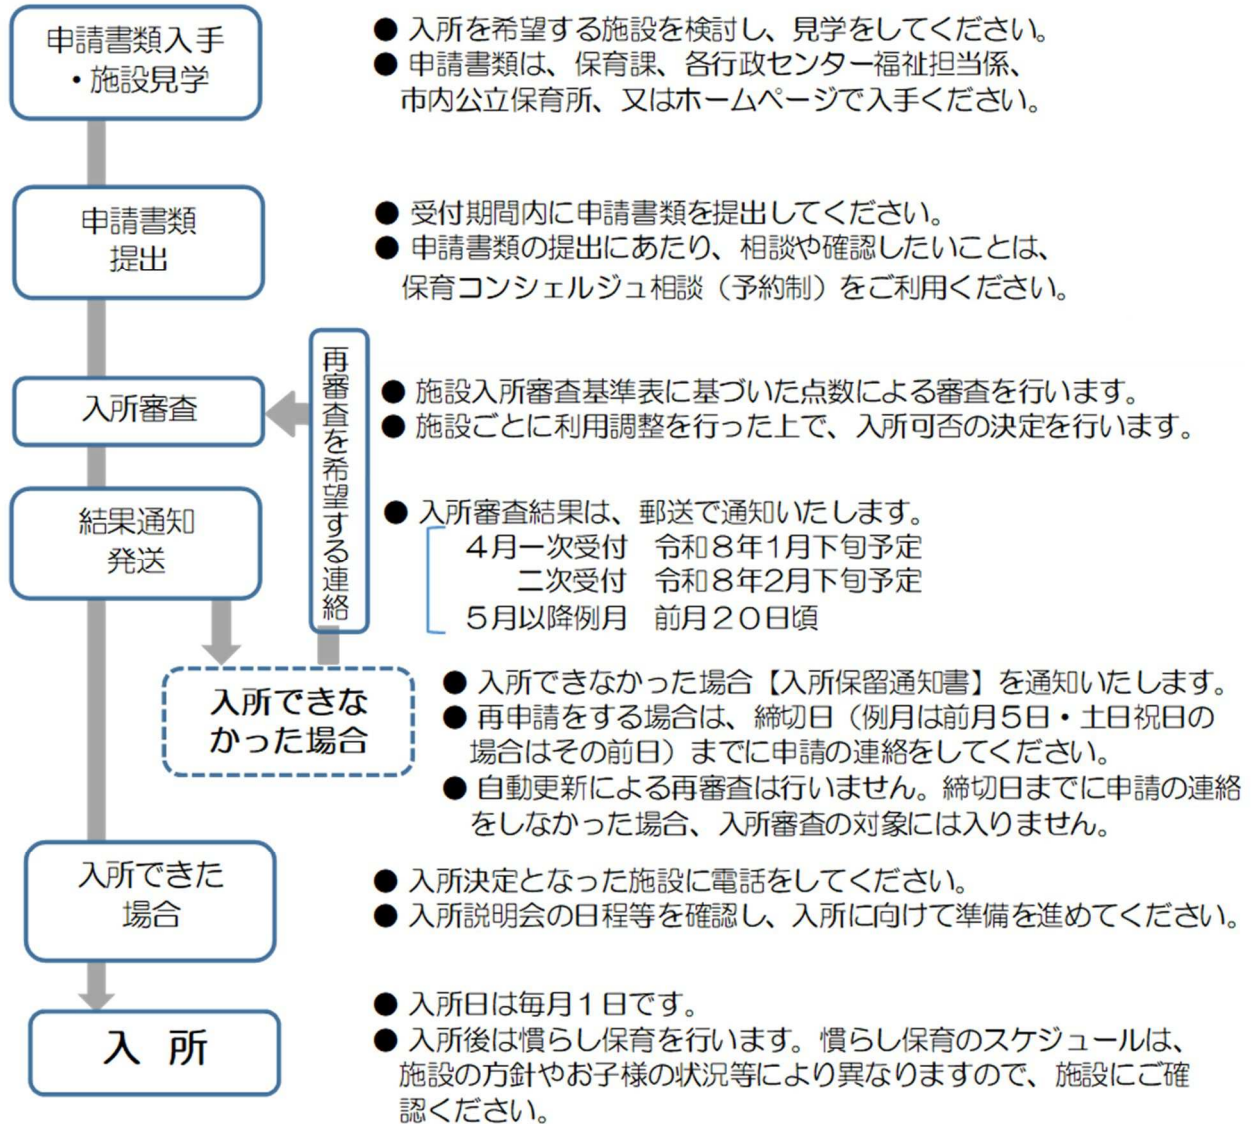 申請書類入手
・施設見学
● 入所を希望する施設を検討し、見学をしてください。
● 申請書類は、保育課、各行政センター福祉担当係、
市内公立保育所、又はホームページで入手ください。
申請書類
提出
● 受付期間内に申請書類を提出してください。
● 申請書類の提出にあたり、相談や確認したいことは、
保育コンシェルジュ相談（予約制）をご利用ください。
再審査を希望する連絡
入所審査
● 施設入所審査基準表に基づいた点数による審査を行います。
● 施設ごとに利用調整を行った上で、入所可否の決定を行います。
結果通知
発送
● 入所審査結果は、郵送で通知いたします。
４月一次受付　令和８年１月下旬予定
二次受付　令和８年２月下旬予定
５月以降例月　前月２０日頃
入所できな
かった場合
● 入所できなかった場合【入所保留通知書】を通知いたします。
● 再申請をする場合は、締切日（例月は前月５日・土日祝日の
場合はその前日）までに申請の連絡をしてください。
● 自動更新による再審査は行いません。締切日までに申請の連絡
をしなかった場合、入所審査の対象には入りません。
入所できた
場合
● 入所決定となった施設に電話をしてください。
● 入所説明会の日程等を確認し、入所に向けて準備を進めてください。
入 所
● 入所日は毎月１日です。
● 入所後は慣らし保育を行います。慣らし保育のスケジュールは、
施設の方針やお子様の状況等により異なりますので、施設にご確
認ください。